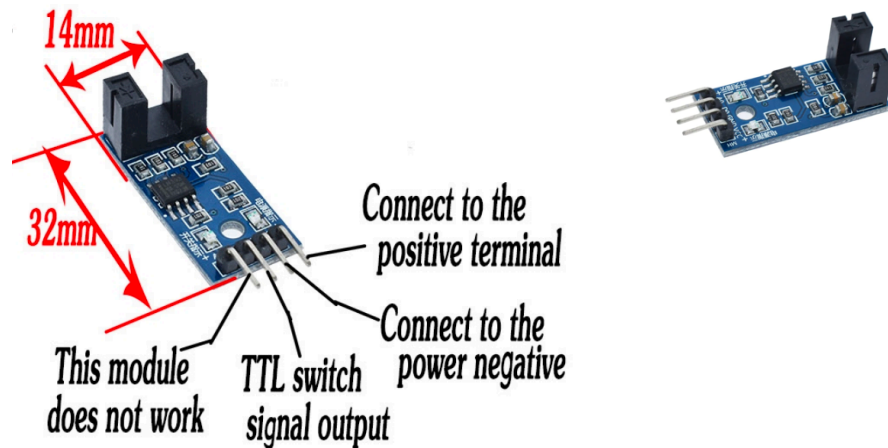 14mm
32mm
Connect to the
positive terminal
Connect to the
power negative
TTL switch
signal output
This module
does not work